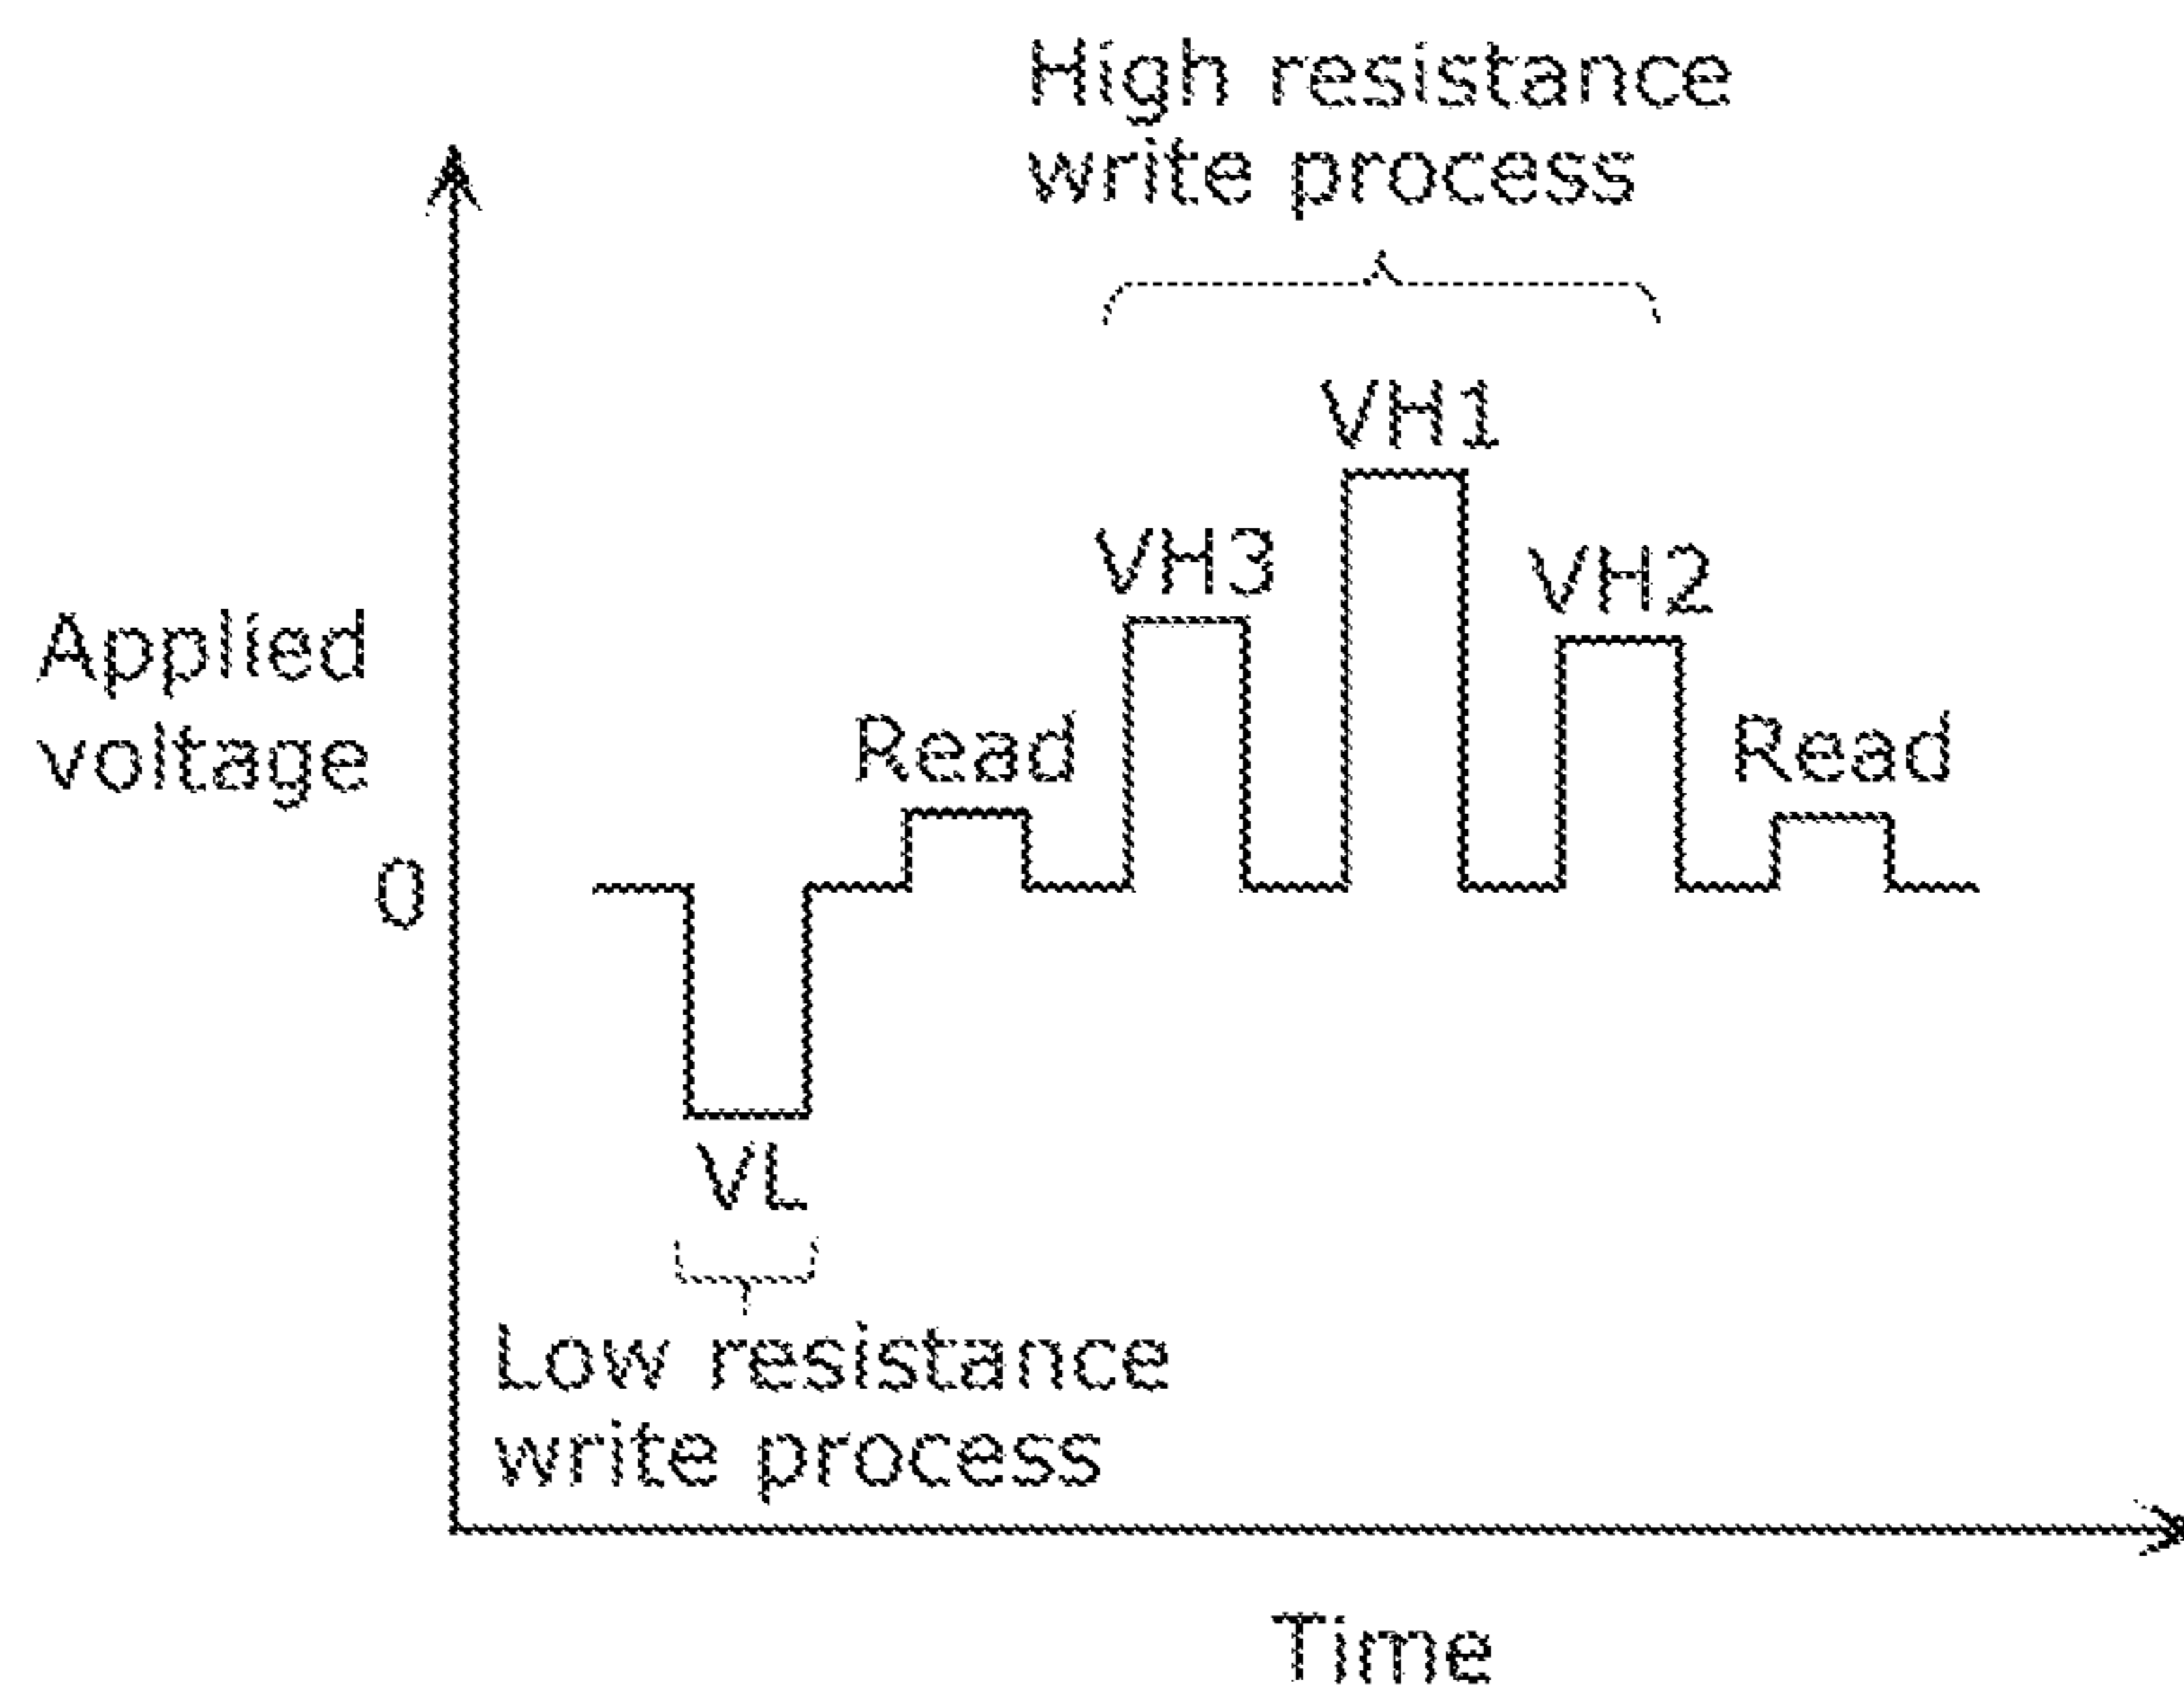 High resistance
write process
VH1
VH3
VH2
Applied
voltage
Read
Read
0
VL
Low resistance
write process
Time